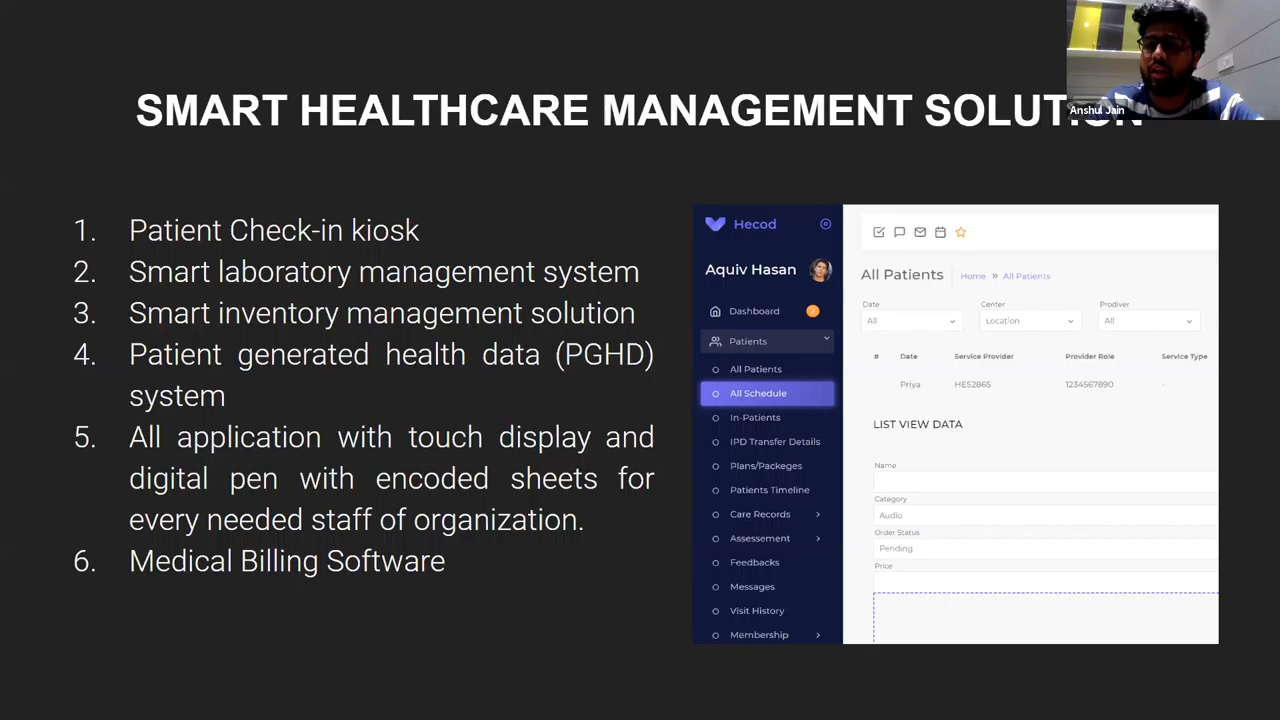 SMART HEALTHCARE MANAGEMENT SOLUTION
Anshul Jain
1. Patient Check-in kiosk
2. Smart laboratory management system
3. Smart inventory management solution
4. Patient generated health data (PGHD)
system
5. All application with touch display and
digital pen with encoded sheets for
every needed staff of organization.
6. Medical Billing Software
Hecod
Aquiv Hasan
Dashboard
Patients
All Patients
All Schedule
In-Patients
IPD Transfer Details
Plans/Packeges
Patients Timeline
Care Records
Assessement
Feedbacks
Messages
Visit History
Membership
All Patients Home » All Patients
Date Center Prodiver
All Location All
# Date Service Provider Provider Role Service Type
Priya HE52865 1234567890 -
LIST VIEW DATA
Name
Category
Audio
Order Status
Pending
Price